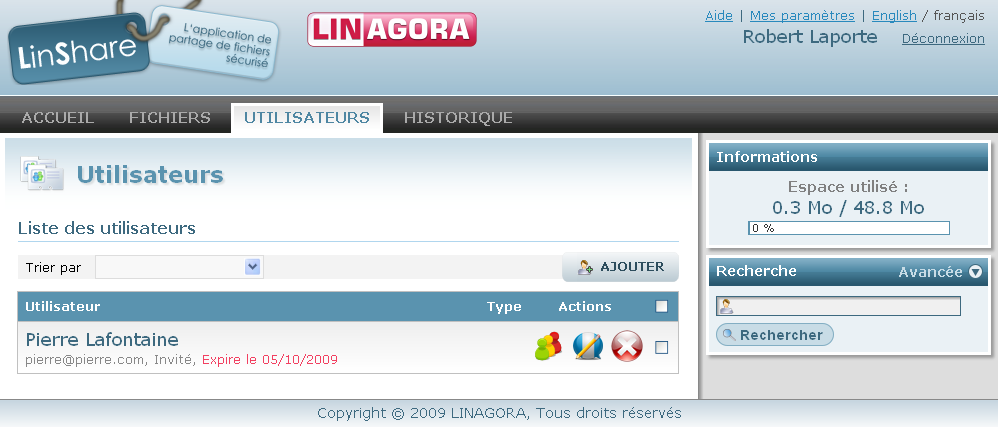 LinShare
L'application de
partage de fichiers
sécurisé
LINAGORA
Aide | Mes paramètres | English / français
Robert Laporte Déconnexion
ACCUEIL FICHIERS UTILISATEURS HISTORIQUE
Utilisateurs
Liste des utilisateurs
Trier par AJOUTER
Utilisateur Type Actions
Pierre Lafontaine
pierre@pierre.com, Invité, Expire le 05/10/2009
Informations
Espace utilisé :
0.3 Mo / 48.8 Mo
0 %
Recherche Avancée
Rechercher
Copyright © 2009 LINAGORA, Tous droits réservés